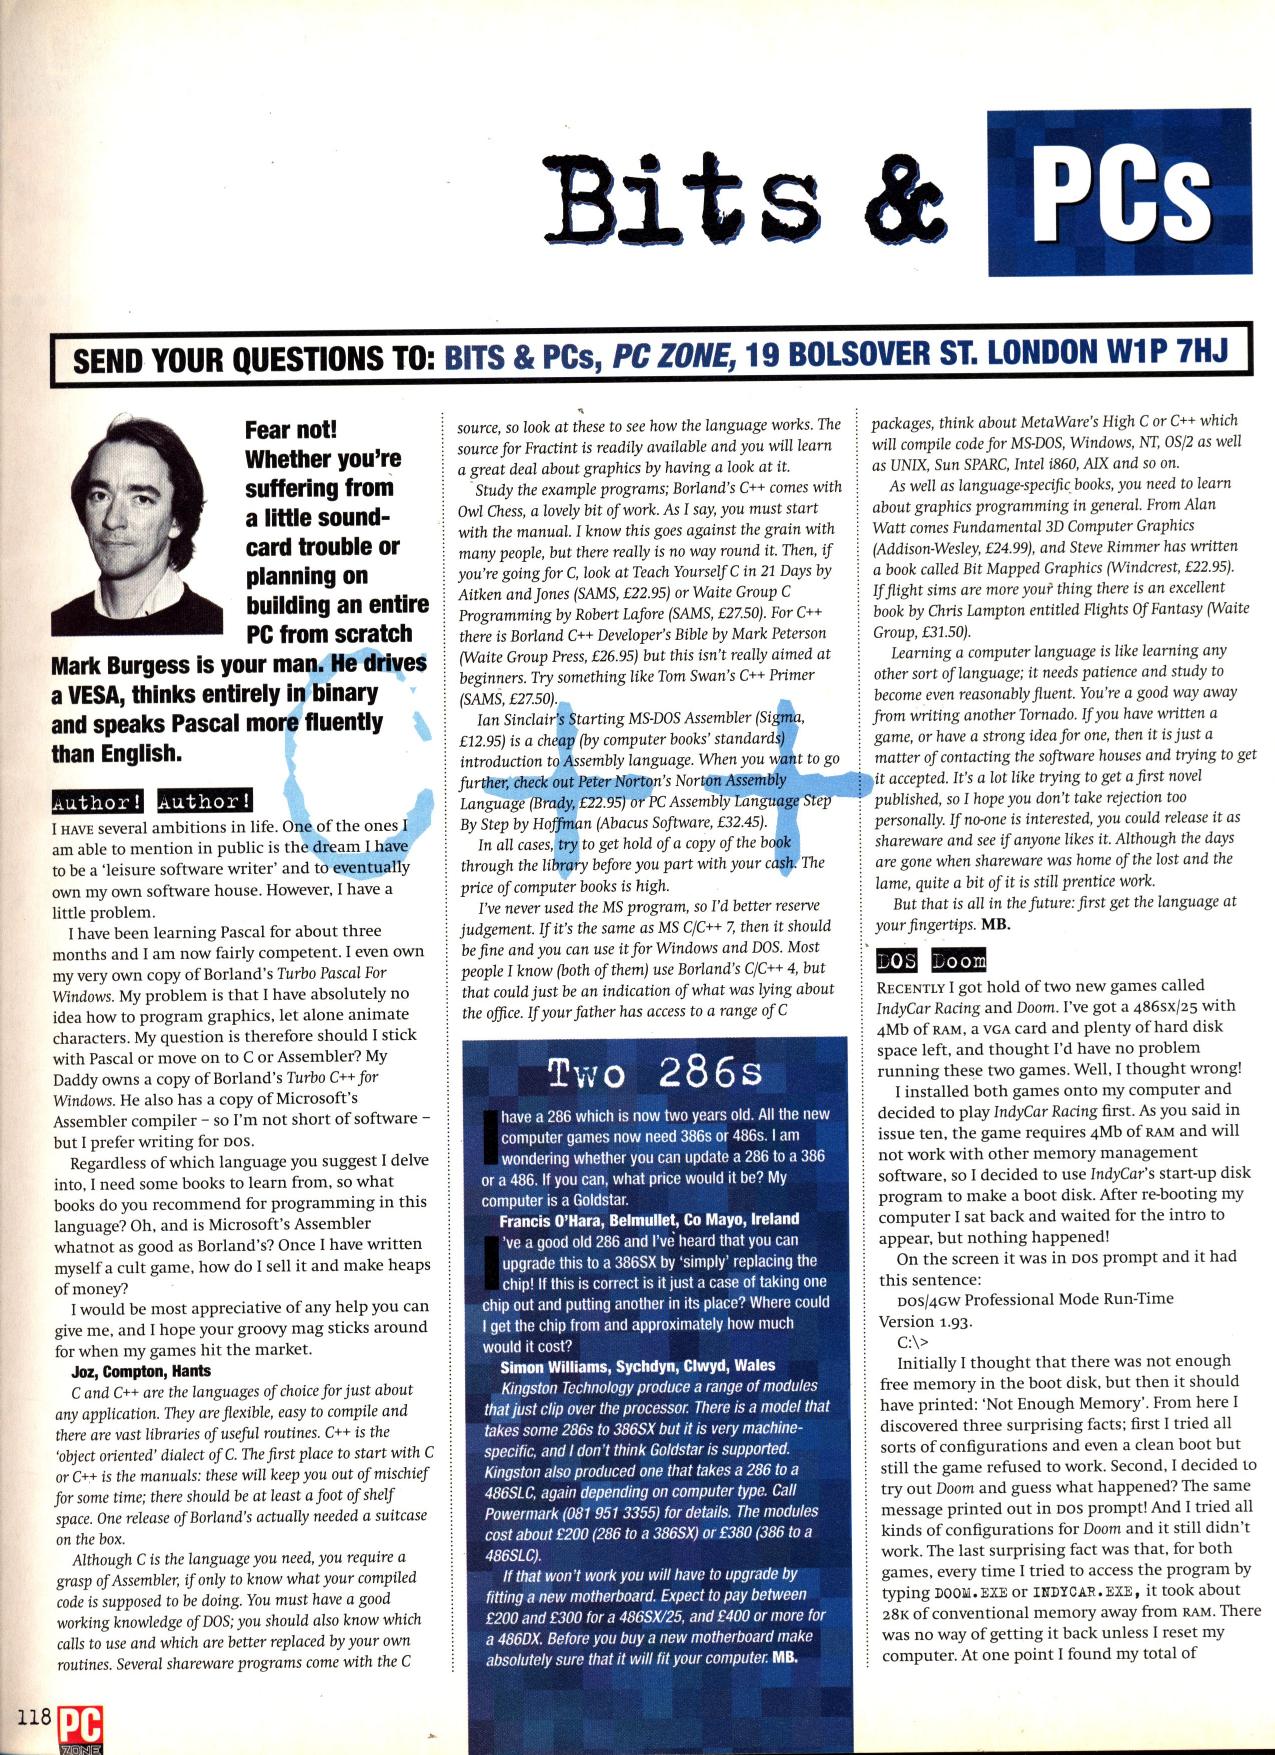 Bits & PCs
SEND YOUR QUESTIONS TO: BITS & PCs, PC ZONE, 19 BOLSOVER ST. LONDON W1P 7HJ
Fear not!
Whether you're
suffering from
a little sound-
card trouble or
planning on
building an entire
PC from scratch
Mark Burgess is your man. He drives
a VESA, thinks entirely in binary
and speaks Pascal more fluently
than English.
Author! Author!
I HAVE several ambitions in life. One of the ones I
am able to mention in public is the dream I have
to be a 'leisure software writer' and to eventually
own my own software house. However, I have a
little problem.
I have been learning Pascal for about three
months and I am now fairly competent. I even own
my very own copy of Borland's Turbo Pascal For
Windows. My problem is that I have absolutely no
idea how to program graphics, let alone animate
characters. My question is therefore should I stick
with Pascal or move on to C or Assembler? My
Daddy owns a copy of Borland's Turbo C++ for
Windows. He also has a copy of Microsoft's
Assembler compiler – so I'm not short of software –
but I prefer writing for DOS.
Regardless of which language you suggest I delve
into, I need some books to learn from, so what
books do you recommend for programming in this
language? Oh, and is Microsoft's Assembler
whatnot as good as Borland's? Once I have written
myself a cult game, how do I sell it and make heaps
of money?
I would be most appreciative of any help you can
give me, and I hope your groovy mag sticks around
for when my games hit the market.
Joz, Compton, Hants
C and C++ are the languages of choice for just about
any application. They are flexible, easy to compile and
there are vast libraries of useful routines. C++ is the
'object oriented' dialect of C. The first place to start with C
or C++ is the manuals: these will keep you out of mischief
for some time; there should be at least a foot of shelf
space. One release of Borland's actually needed a suitcase
on the box.
Although C is the language you need, you require a
grasp of Assembler, if only to know what your compiled
code is supposed to be doing. You must have a good
working knowledge of DOS; you should also know which
calls to use and which are better replaced by your own
routines. Several shareware programs come with the C
source, so look at these to see how the language works. The
source for Fractint is readily available and you will learn
a great deal about graphics by having a look at it.
Study the example programs; Borland's C++ comes with
Owl Chess, a lovely bit of work. As I say, you must start
with the manual. I know this goes against the grain with
many people, but there really is no way round it. Then, if
you're going for C, look at Teach Yourself C in 21 Days by
Aitken and Jones (SAMS, £22.95) or Waite Group C
Programming by Robert Lafore (SAMS, £27.50). For C++
there is Borland C++ Developer's Bible by Mark Peterson
(Waite Group Press, £26.95) but this isn't really aimed at
beginners. Try something like Tom Swan's C++ Primer
(SAMS, £27.50).
Ian Sinclair's Starting MS-DOS Assembler (Sigma,
£12.95) is a cheap (by computer books' standards)
introduction to Assembly language. When you want to go
further, check out Peter Norton's Norton Assembly
Language (Brady, £22.95) or PC Assembly Language Step
By Step by Hoffman (Abacus Software, £32.45).
In all cases, try to get hold of a copy of the book
through the library before you part with your cash. The
price of computer books is high.
I've never used the MS program, so I'd better reserve
judgement. If it's the same as MS C/C++ 7, then it should
be fine and you can use it for Windows and DOS. Most
people I know (both of them) use Borland's C/C++ 4, but
that could just be an indication of what was lying about
the office. If your father has access to a range of C
C++
Two 286s
I have a 286 which is now two years old. All the new
computer games now need 386s or 486s. I am
wondering whether you can update a 286 to a 386
or a 486. If you can, what price would it be? My
computer is a Goldstar.
Francis O'Hara, Belmullet, Co Mayo, Ireland
I've a good old 286 and I've heard that you can
upgrade this to a 386SX by 'simply' replacing the
chip! If this is correct is it just a case of taking one
chip out and putting another in its place? Where could
I get the chip from and approximately how much
would it cost?
Simon Williams, Sychdyn, Clwyd, Wales
Kingston Technology produce a range of modules
that just clip over the processor. There is a model that
takes some 286s to 386SX but it is very machine-
specific, and I don't think Goldstar is supported.
Kingston also produced one that takes a 286 to a
486SLC, again depending on computer type. Call
Powermark (081 951 3355) for details. The modules
cost about £200 (286 to a 386SX) or £380 (386 to a
486SLC).
If that won't work you will have to upgrade by
fitting a new motherboard. Expect to pay between
£200 and £300 for a 486SX/25, and £400 or more for
a 486DX. Before you buy a new motherboard make
absolutely sure that it will fit your computer. MB.
packages, think about MetaWare's High C or C++ which
will compile code for MS-DOS, Windows, NT, OS/2 as well
as UNIX, Sun SPARC, Intel i860, AIX and so on.
As well as language-specific books, you need to learn
about graphics programming in general. From Alan
Watt comes Fundamental 3D Computer Graphics
(Addison-Wesley, £24.99), and Steve Rimmer has written
a book called Bit Mapped Graphics (Windcrest, £22.95).
If flight sims are more your thing there is an excellent
book by Chris Lampton entitled Flights Of Fantasy (Waite
Group, £31.50).
Learning a computer language is like learning any
other sort of language; it needs patience and study to
become even reasonably fluent. You're a good way away
from writing another Tornado. If you have written a
game, or have a strong idea for one, then it is just a
matter of contacting the software houses and trying to get
it accepted. It's a lot like trying to get a first novel
published, so I hope you don't take rejection too
personally. If no-one is interested, you could release it as
shareware and see if anyone likes it. Although the days
are gone when shareware was home of the lost and the
lame, quite a bit of it is still prentice work.
But that is all in the future: first get the language at
your fingertips. MB.
DOS Doom
RECENTLY I got hold of two new games called
IndyCar Racing and Doom. I've got a 486SX/25 with
4Mb of RAM, a VGA card and plenty of hard disk
space left, and thought I'd have no problem
running these two games. Well, I thought wrong!
I installed both games onto my computer and
decided to play IndyCar Racing first. As you said in
issue ten, the game requires 4Mb of RAM and will
not work with other memory management
software, so I decided to use IndyCar's start-up disk
program to make a boot disk. After re-booting my
computer I sat back and waited for the intro to
appear, but nothing happened!
On the screen it was in DOS prompt and it had
this sentence:
DOS/4GW Professional Mode Run-Time
Version 1.93.
C:\>
Initially I thought that there was not enough
free memory in the boot disk, but then it should
have printed: 'Not Enough Memory'. From here I
discovered three surprising facts; first I tried all
sorts of configurations and even a clean boot but
still the game refused to work. Second, I decided to
try out Doom and guess what happened? The same
message printed out in DOS prompt! And I tried all
kinds of configurations for Doom and it still didn't
work. The last surprising fact was that, for both
games, every time I tried to access the program by
typing DOOM.EXE or INDYCAR.EXE, it took about
28K of conventional memory away from RAM. There
was no way of getting it back unless I reset my
computer. At one point I found my total of
118 PC ZONE